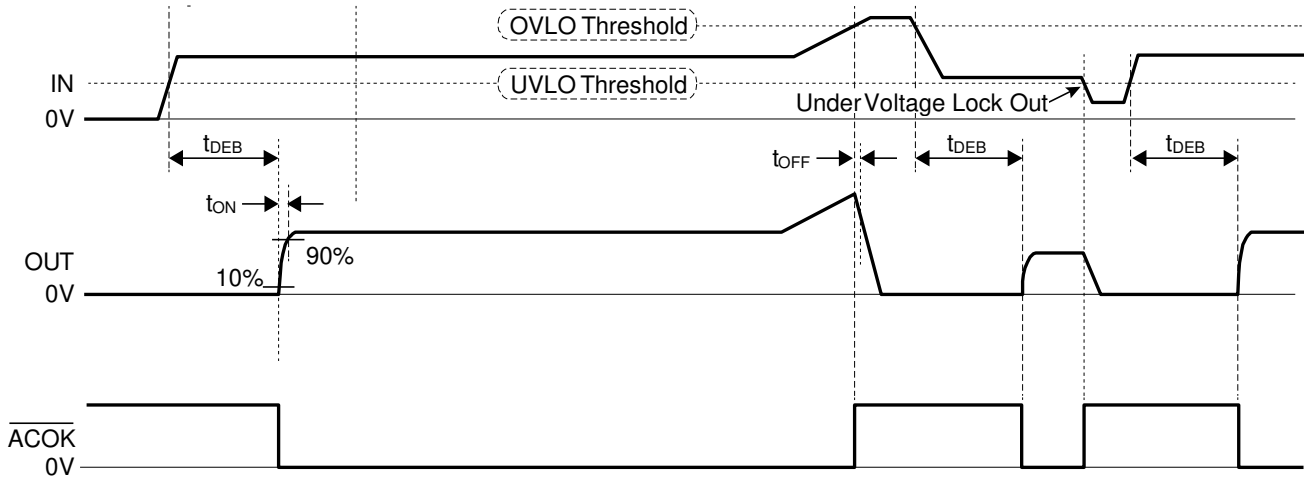 OVLO Threshold
IN
UVLO Threshold
Under Voltage Lock Out
0V
tDEB
tOFF
tDEB
tDEB
tON
90%
OUT
10%
0V
ACOK
0V